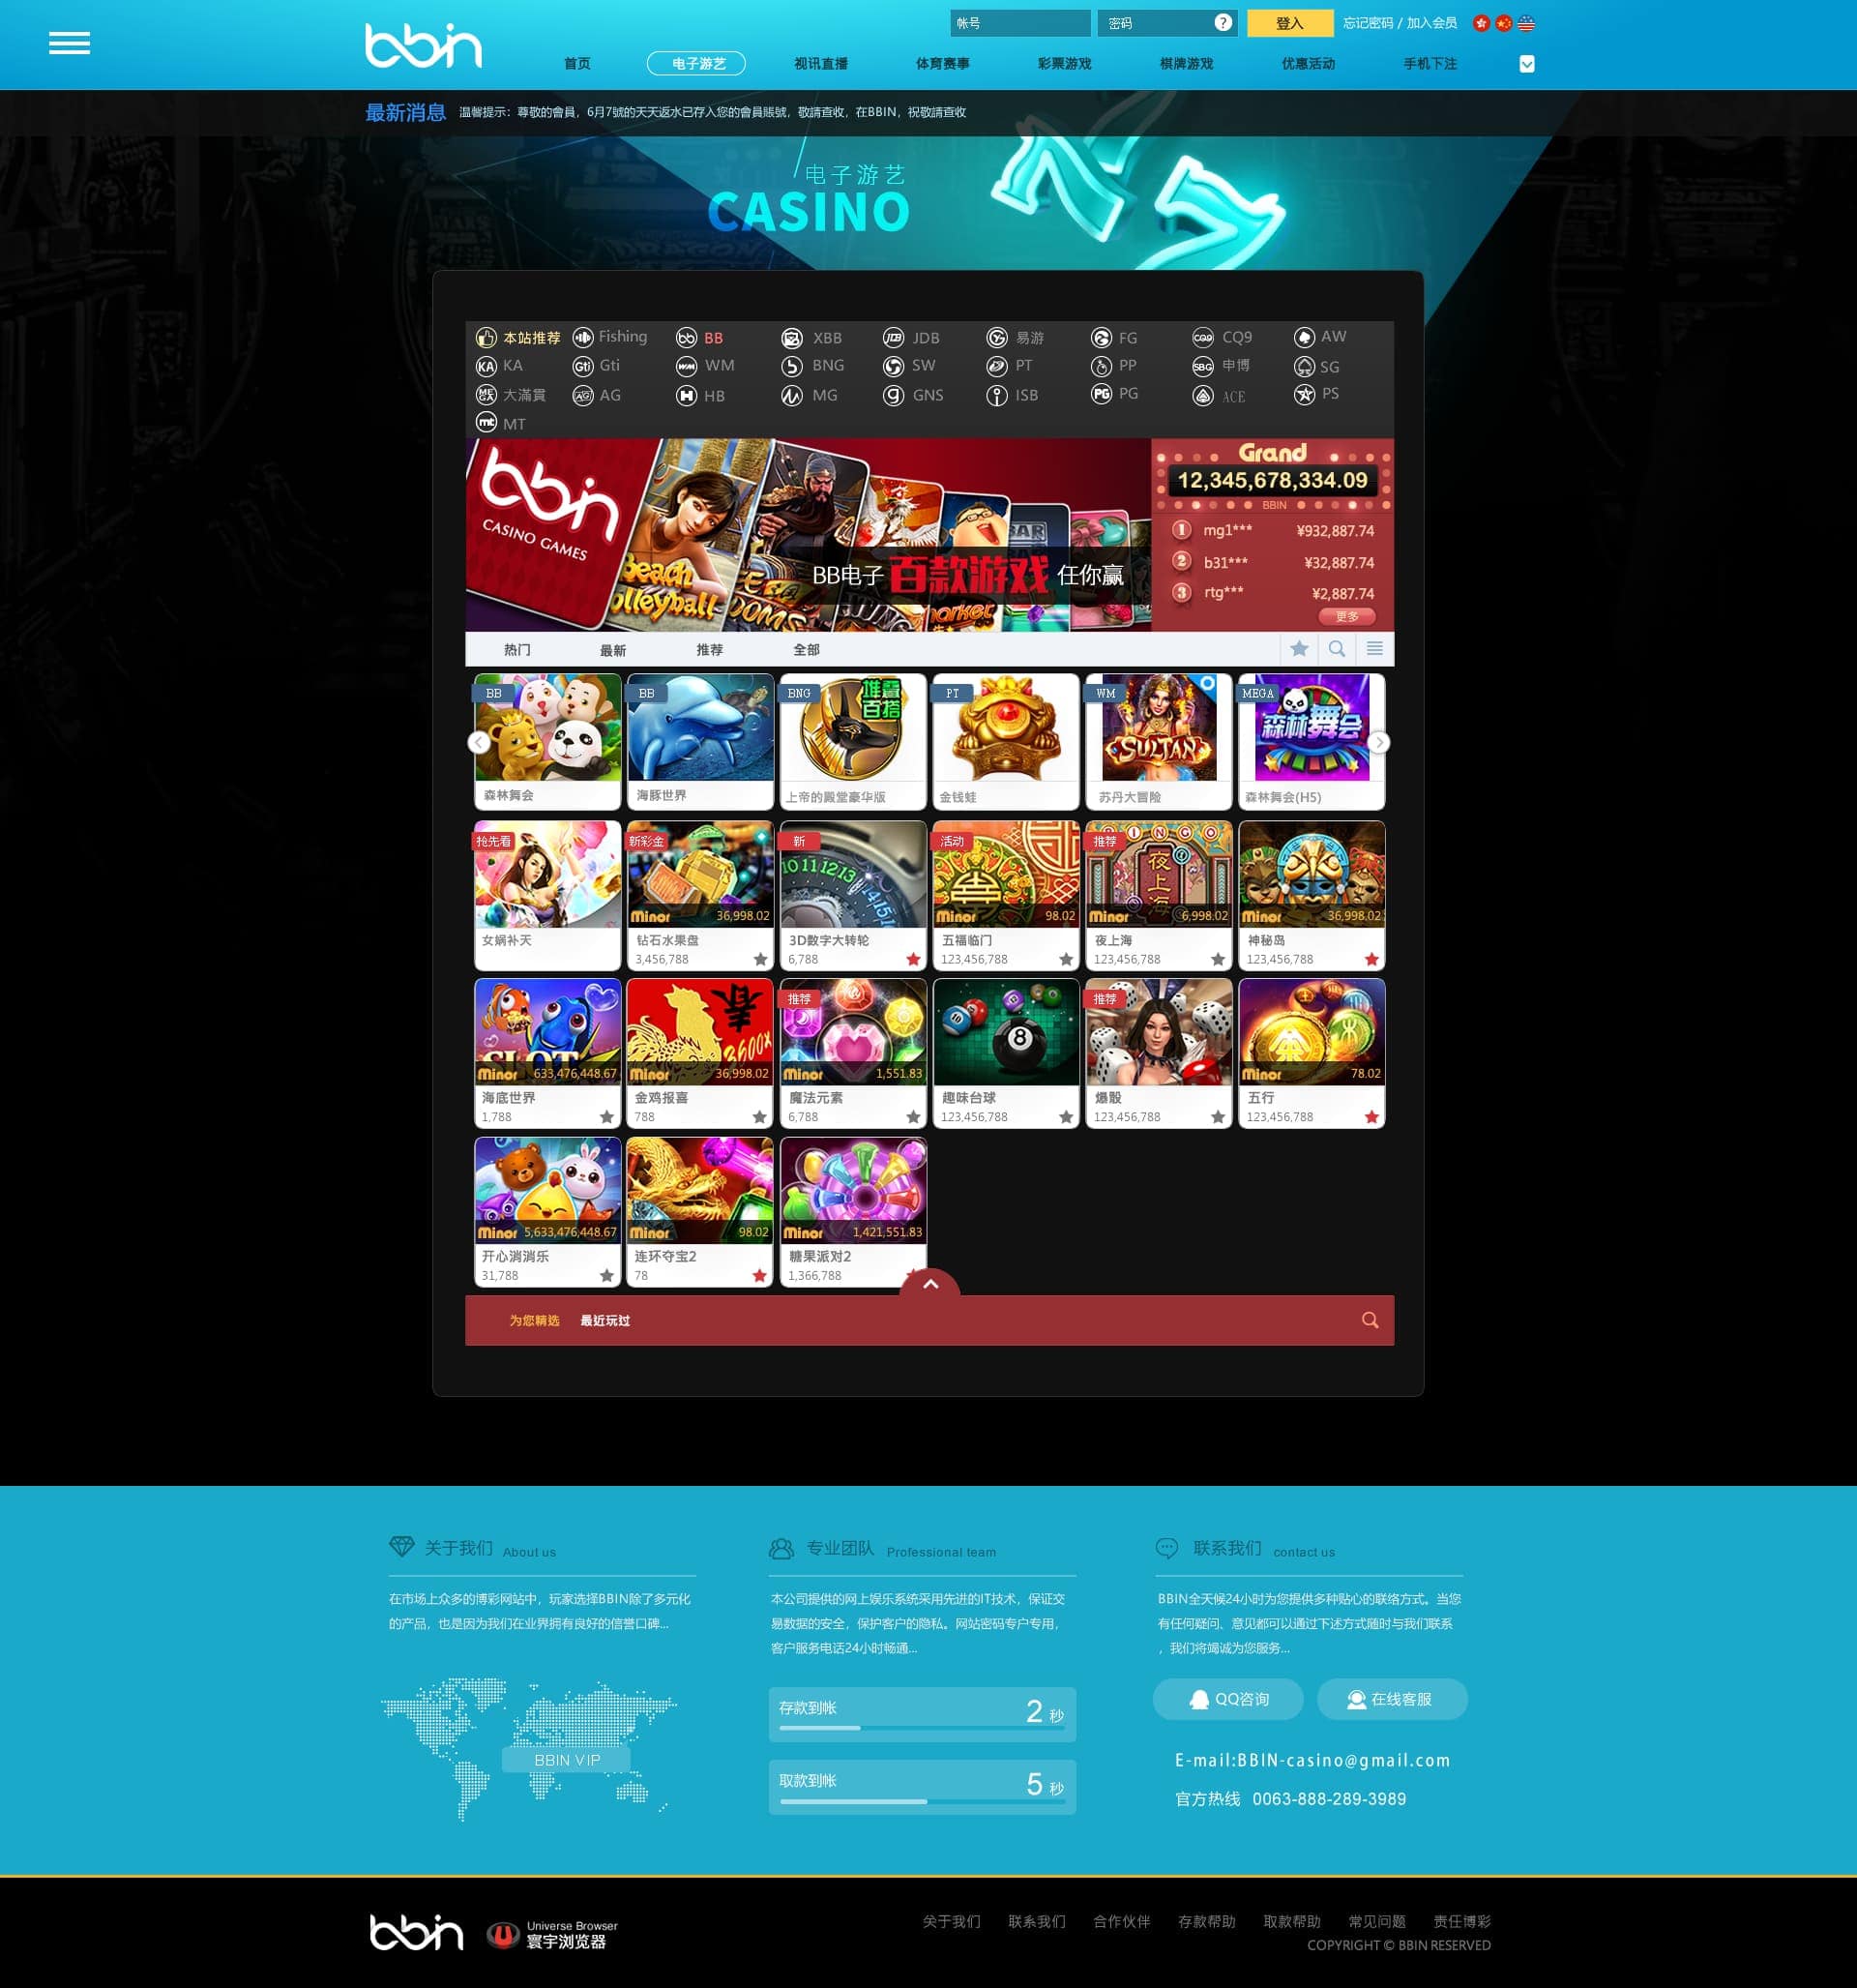 bbin
帐号
密码
?
登入
忘记密码 / 加入会员
首页
电子游艺
视讯直播
体育赛事
彩票游戏
棋牌游戏
优惠活动
手机下注
最新消息
温馨提示：尊敬的會員，6月7號的天天返水已存入您的會員賬號，敬請查收，在BBIN，祝敬請查收
电子游艺
CASINO
本站推荐
Fishing
BB
XBB
JDB
易游
FG
CQ9
AW
KA
Gti
WM
BNG
SW
PT
PP
申博
SG
大滿貫
AG
HB
MG
GNS
ISB
PG
ACE
PS
MT
bbin
CASINO GAMES
Beach
Volleyball
BAR
BB电子 百款游戏 任你赢
Grand
12,345,678,334.09
BBIN
1 mg1*** ¥932,887.74
2 b31*** ¥32,887.74
3 rtg*** ¥2,887.74
更多
热门
最新
推荐
全部
BB
森林舞会
BB
海豚世界
BNG
堆叠百搭
上帝的殿堂豪华版
PT
金钱蛙
WM
SULTAN
苏丹大冒险
MEGA
森林舞会
森林舞会(H5)
抢先看
女娲补天
新彩金
Minor 36,998.02
钻石水果盘
3,456,788
新
10 11 12 13 14 15
3D数字大转轮
6,788
活动
Minor 98.02
五福临门
123,456,788
推荐
BINGO
夜上海
Minor 6,998.02
夜上海
123,456,788
Minor 36,998.02
神秘岛
123,456,788
SLOT
Minor 633,476,448.67
海底世界
1,788
春
3600X
Minor 36,998.02
金鸡报喜
788
推荐
Minor 1,551.83
魔法元素
6,788
10
8
趣味台球
123,456,788
推荐
爆骰
123,456,788
Minor 78.02
五行
123,456,788
Minor 5,633,476,448.67
开心消消乐
31,788
Minor 98.02
连环夺宝2
78
Minor 1,421,551.83
糖果派对2
1,366,788
为您精选
最近玩过
关于我们 About us
在市场上众多的博彩网站中，玩家选择BBIN除了多元化
的产品，也是因为我们在业界拥有良好的信誉口碑...
BBIN VIP
专业团队 Professional team
本公司提供的网上娱乐系统采用先进的IT技术，保证交
易数据的安全，保护客户的隐私。网站密码专户专用，
客户服务电话24小时畅通...
存款到帐 2 秒
取款到帐 5 秒
联系我们 contact us
BBIN全天候24小时为您提供多种贴心的联络方式。当您
有任何疑问、意见都可以通过下述方式随时与我们联系
，我们将竭诚为您服务...
QQ咨询
在线客服
E-mail:BBIN-casino@gmail.com
官方热线 0063-888-289-3989
bbin
Universe Browser
寰宇浏览器
关于我们
联系我们
合作伙伴
存款帮助
取款帮助
常见问题
责任博彩
COPYRIGHT © BBIN RESERVED